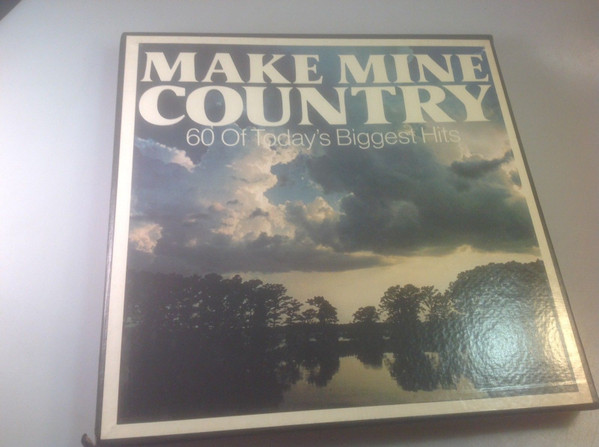 MAKE MINE
COUNTRY
60 Of Today's Biggest Hits